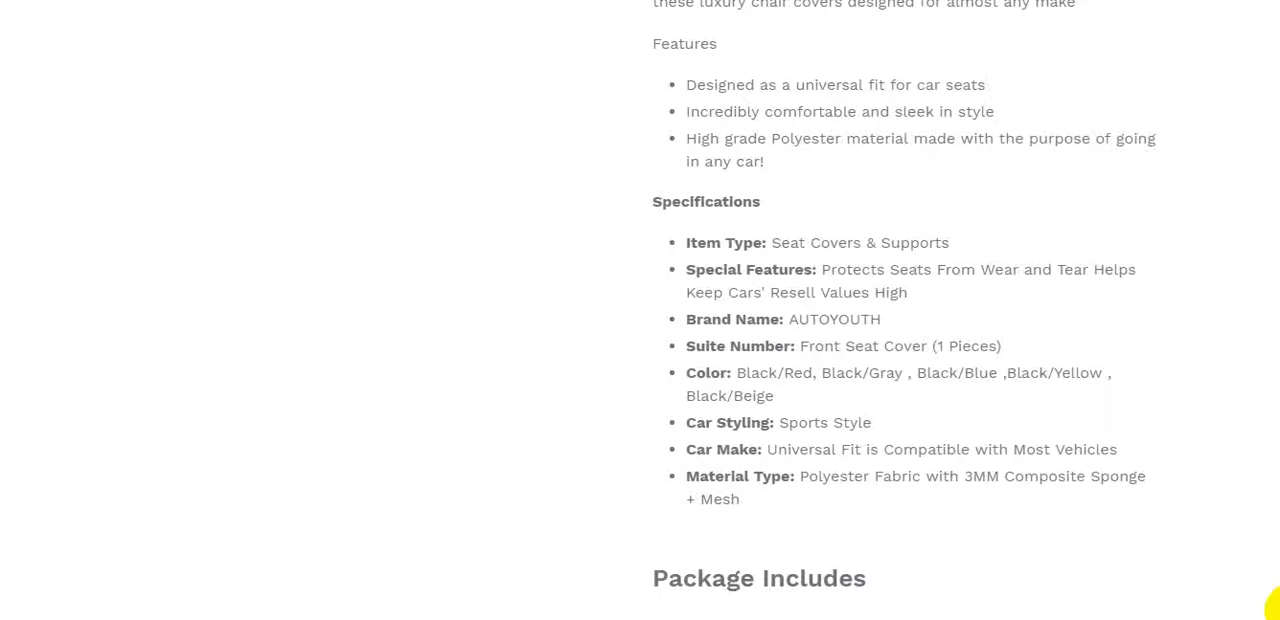 these luxury chair covers designed for almost any make
Features
Designed as a universal fit for car seats
Incredibly comfortable and sleek in style
High grade Polyester material made with the purpose of going
in any car!
Specifications
Item Type: Seat Covers & Supports
Special Features: Protects Seats From Wear and Tear Helps
Keep Cars' Resell Values High
Brand Name: AUTOYOUTH
Suite Number: Front Seat Cover (1 Pieces)
Color: Black/Red, Black/Gray , Black/Blue ,Black/Yellow ,
Black/Beige
Car Styling: Sports Style
Car Make: Universal Fit is Compatible with Most Vehicles
Material Type: Polyester Fabric with 3MM Composite Sponge
+ Mesh
Package Includes